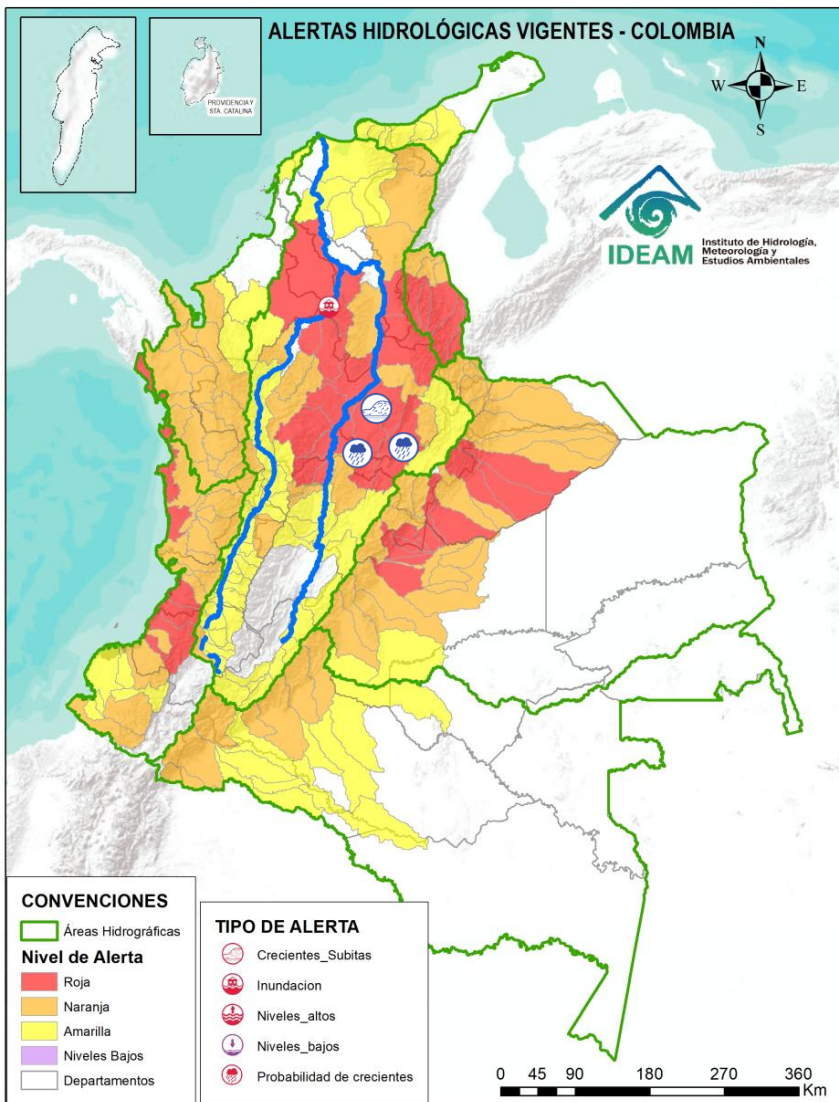 ALERTAS HIDROLÓGICAS VIGENTES - COLOMBIA
PROVIDENCIA Y
STA. CATALINA
N
W E
S
IDEAM
Instituto de Hidrología,
Meteorología y
Estudios Ambientales
CONVENCIONES
Áreas Hidrográficas
Nivel de Alerta
Roja
Naranja
Amarilla
Niveles Bajos
Departamentos
TIPO DE ALERTA
Crecientes_Subitas
Inundacion
Niveles_altos
Niveles_bajos
Probabilidad de crecientes
0 45 90 180 270 360
Km